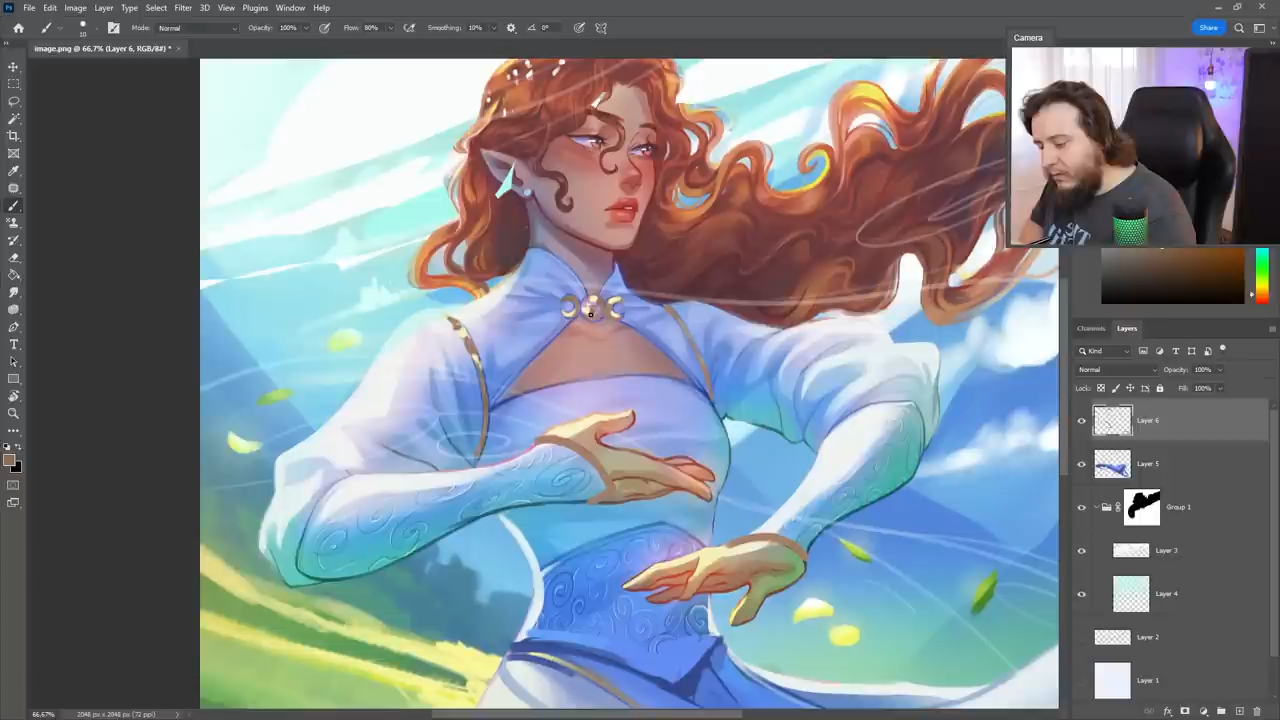 File Edit Image Layer Type Select Filter 3D View Plugins Window Help
Mode: Normal Opacity: 100% Flow: 80% Smoothing: 10% 0°
Share
10
image.png @ 66,7% (Layer 6, RGB/8#) *
Camera
Channels Layers
Kind
Normal Opacity: 100%
Lock: Fill: 100%
Layer 6
Layer 5
Group 1
Layer 3
Layer 4
Layer 2
Layer 1
66,67% 2048 px x 2048 px (72 ppi)